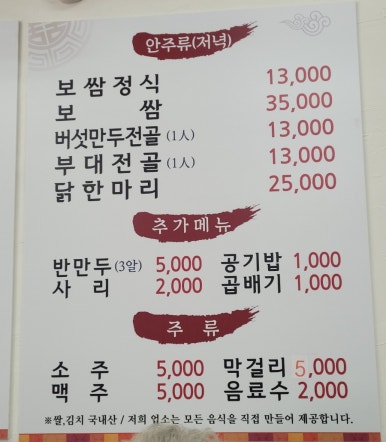 안주류(저녁)
보쌈정식 13,000
보 쌈 35,000
버섯만두전골 (1人) 13,000
부대전골 (1人) 13,000
닭한마리 25,000
추가메뉴
반만두 (3알) 5,000 공기밥 1,000
사 리 2,000 곱배기 1,000
주 류
소 주 5,000 막걸리 5,000
맥 주 5,000 음료수 2,000
※쌀,김치 국내산 / 저희 업소는 모든 음식을 직접 만들어 제공합니다.